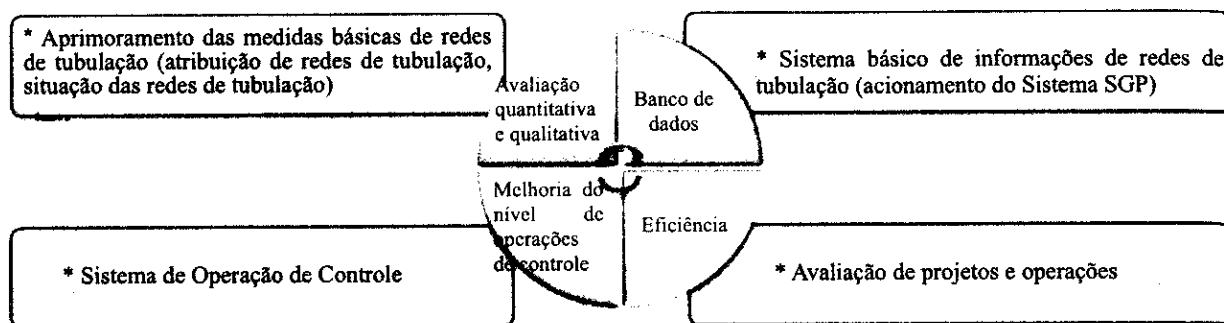 * Aprimoramento das medidas básicas de redes
de tubulação (atribuição de redes de tubulação,
situação das redes de tubulação)
Avaliação
quantitativa
e qualitativa
Banco de
dados
* Sistema básico de informações de redes de
tubulação (acionamento do Sistema SGP)
* Sistema de Operação de Controle
Melhoria do
nível de
operações
de controle
Eficiência
* Avaliação de projetos e operações